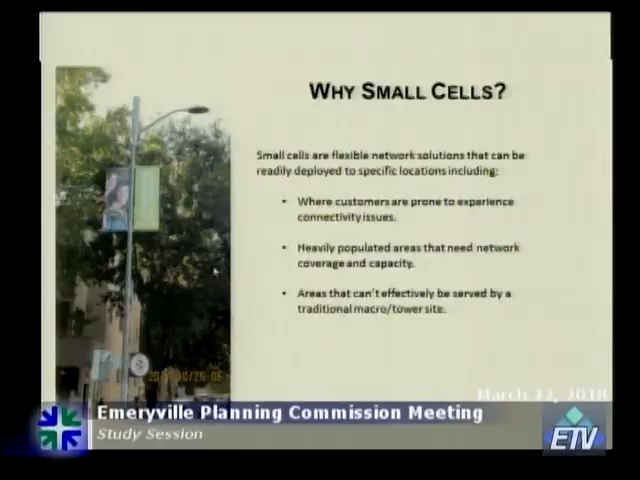 WHY SMALL CELLS?
Small cells are flexible network solutions that can be
readily deployed to specific locations including:
• Where customers are prone to experience
connectivity issues.
• Heavily populated areas that need network
coverage and capacity.
• Areas that can't effectively be served by a
traditional macro/tower site.
March 22, 2018
Emeryville Planning Commission Meeting
Study Session
ETV